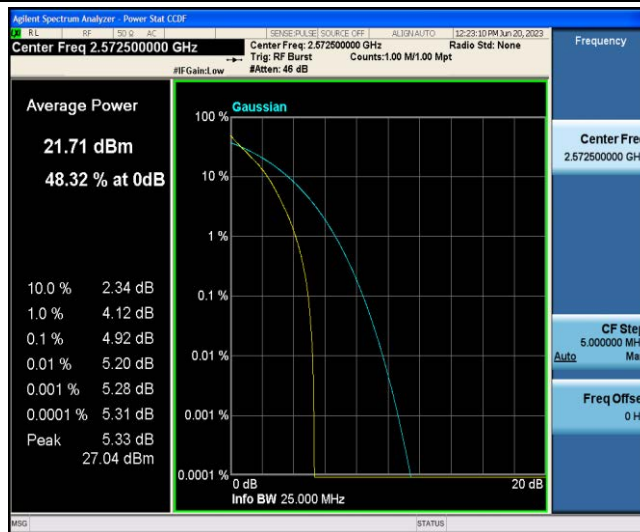 Agilent Spectrum Analyzer - Power Stat CCDF
RL RF 50 Ω AC SENSE:PULSE SOURCE OFF ALIGNAUTO 12:23:10 PM Jun 20, 2023
Center Freq 2.572500000 GHz
Center Freq: 2.572500000 GHz Radio Std: None
Trig: RF Burst Counts:1.00 M/1.00 Mpt
#IFGain:Low #Atten: 46 dB
Frequency
Average Power
21.71 dBm
48.32 % at 0dB
10.0 % 2.34 dB
1.0 % 4.12 dB
0.1 % 4.92 dB
0.01 % 5.20 dB
0.001 % 5.28 dB
0.0001 % 5.31 dB
Peak 5.33 dB
27.04 dBm
Gaussian
100 %
10 %
1 %
0.1 %
0.01 %
0.001 %
0.0001 %
0 dB 20 dB
Info BW 25.000 MHz
Center Fre
2.572500000 GH
CF Step
5.000000 MH
Auto Ma
Freq Offse
0 H
MSG STATUS